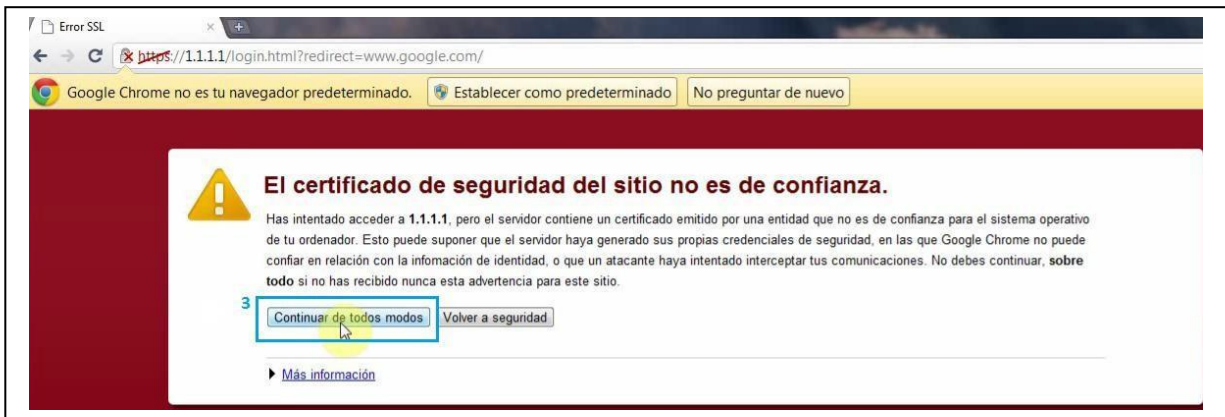 Error SSL
https://1.1.1.1/login.html?redirect=www.google.com/
Google Chrome no es tu navegador predeterminado. Establecer como predeterminado No preguntar de nuevo
El certificado de seguridad del sitio no es de confianza.
Has intentado acceder a 1.1.1.1, pero el servidor contiene un certificado emitido por una entidad que no es de confianza para el sistema operativo
de tu ordenador. Esto puede suponer que el servidor haya generado sus propias credenciales de seguridad, en las que Google Chrome no puede
confiar en relación con la infomación de identidad, o que un atacante haya intentado interceptar tus comunicaciones. No debes continuar, sobre
todo si no has recibido nunca esta advertencia para este sitio.
3
Continuar de todos modos Volver a seguridad
Más información